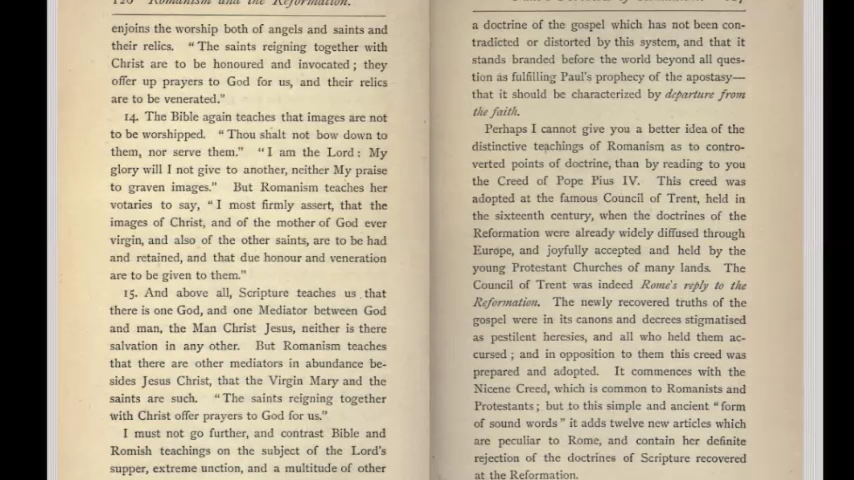 Romanism and the Reformation.
enjoins the worship both of angels and saints and
their relics. “The saints reigning together with
Christ are to be honoured and invocated; they
offer up prayers to God for us, and their relics
are to be venerated.”
14. The Bible again teaches that images are not
to be worshipped. “Thou shalt not bow down to
them, nor serve them.” “I am the Lord: My
glory will I not give to another, neither My praise
to graven images.” But Romanism teaches her
votaries to say, “I most firmly assert, that the
images of Christ, and of the mother of God ever
virgin, and also of the other saints, are to be had
and retained, and that due honour and veneration
are to be given to them.”
15. And above all, Scripture teaches us that
there is one God, and one Mediator between God
and man, the Man Christ Jesus, neither is there
salvation in any other. But Romanism teaches
that there are other mediators in abundance be-
sides Jesus Christ, that the Virgin Mary and the
saints are such. “The saints reigning together
with Christ offer prayers to God for us.”
I must not go further, and contrast Bible and
Romish teachings on the subject of the Lord’s
supper, extreme unction, and a multitude of other
a doctrine of the gospel which has not been con-
tradicted or distorted by this system, and that it
stands branded before the world beyond all ques-
tion as fulfilling Paul’s prophecy of the apostasy—
that it should be characterized by departure from
the faith.
Perhaps I cannot give you a better idea of the
distinctive teachings of Romanism as to contro-
verted points of doctrine, than by reading to you
the Creed of Pope Pius IV. This creed was
adopted at the famous Council of Trent, held in
the sixteenth century, when the doctrines of the
Reformation were already widely diffused through
Europe, and joyfully accepted and held by the
young Protestant Churches of many lands. The
Council of Trent was indeed Rome’s reply to the
Reformation. The newly recovered truths of the
gospel were in its canons and decrees stigmatised
as pestilent heresies, and all who held them ac-
cursed; and in opposition to them this creed was
prepared and adopted. It commences with the
Nicene Creed, which is common to Romanists and
Protestants; but to this simple and ancient “form
of sound words” it adds twelve new articles which
are peculiar to Rome, and contain her definite
rejection of the doctrines of Scripture recovered
at the Reformation.